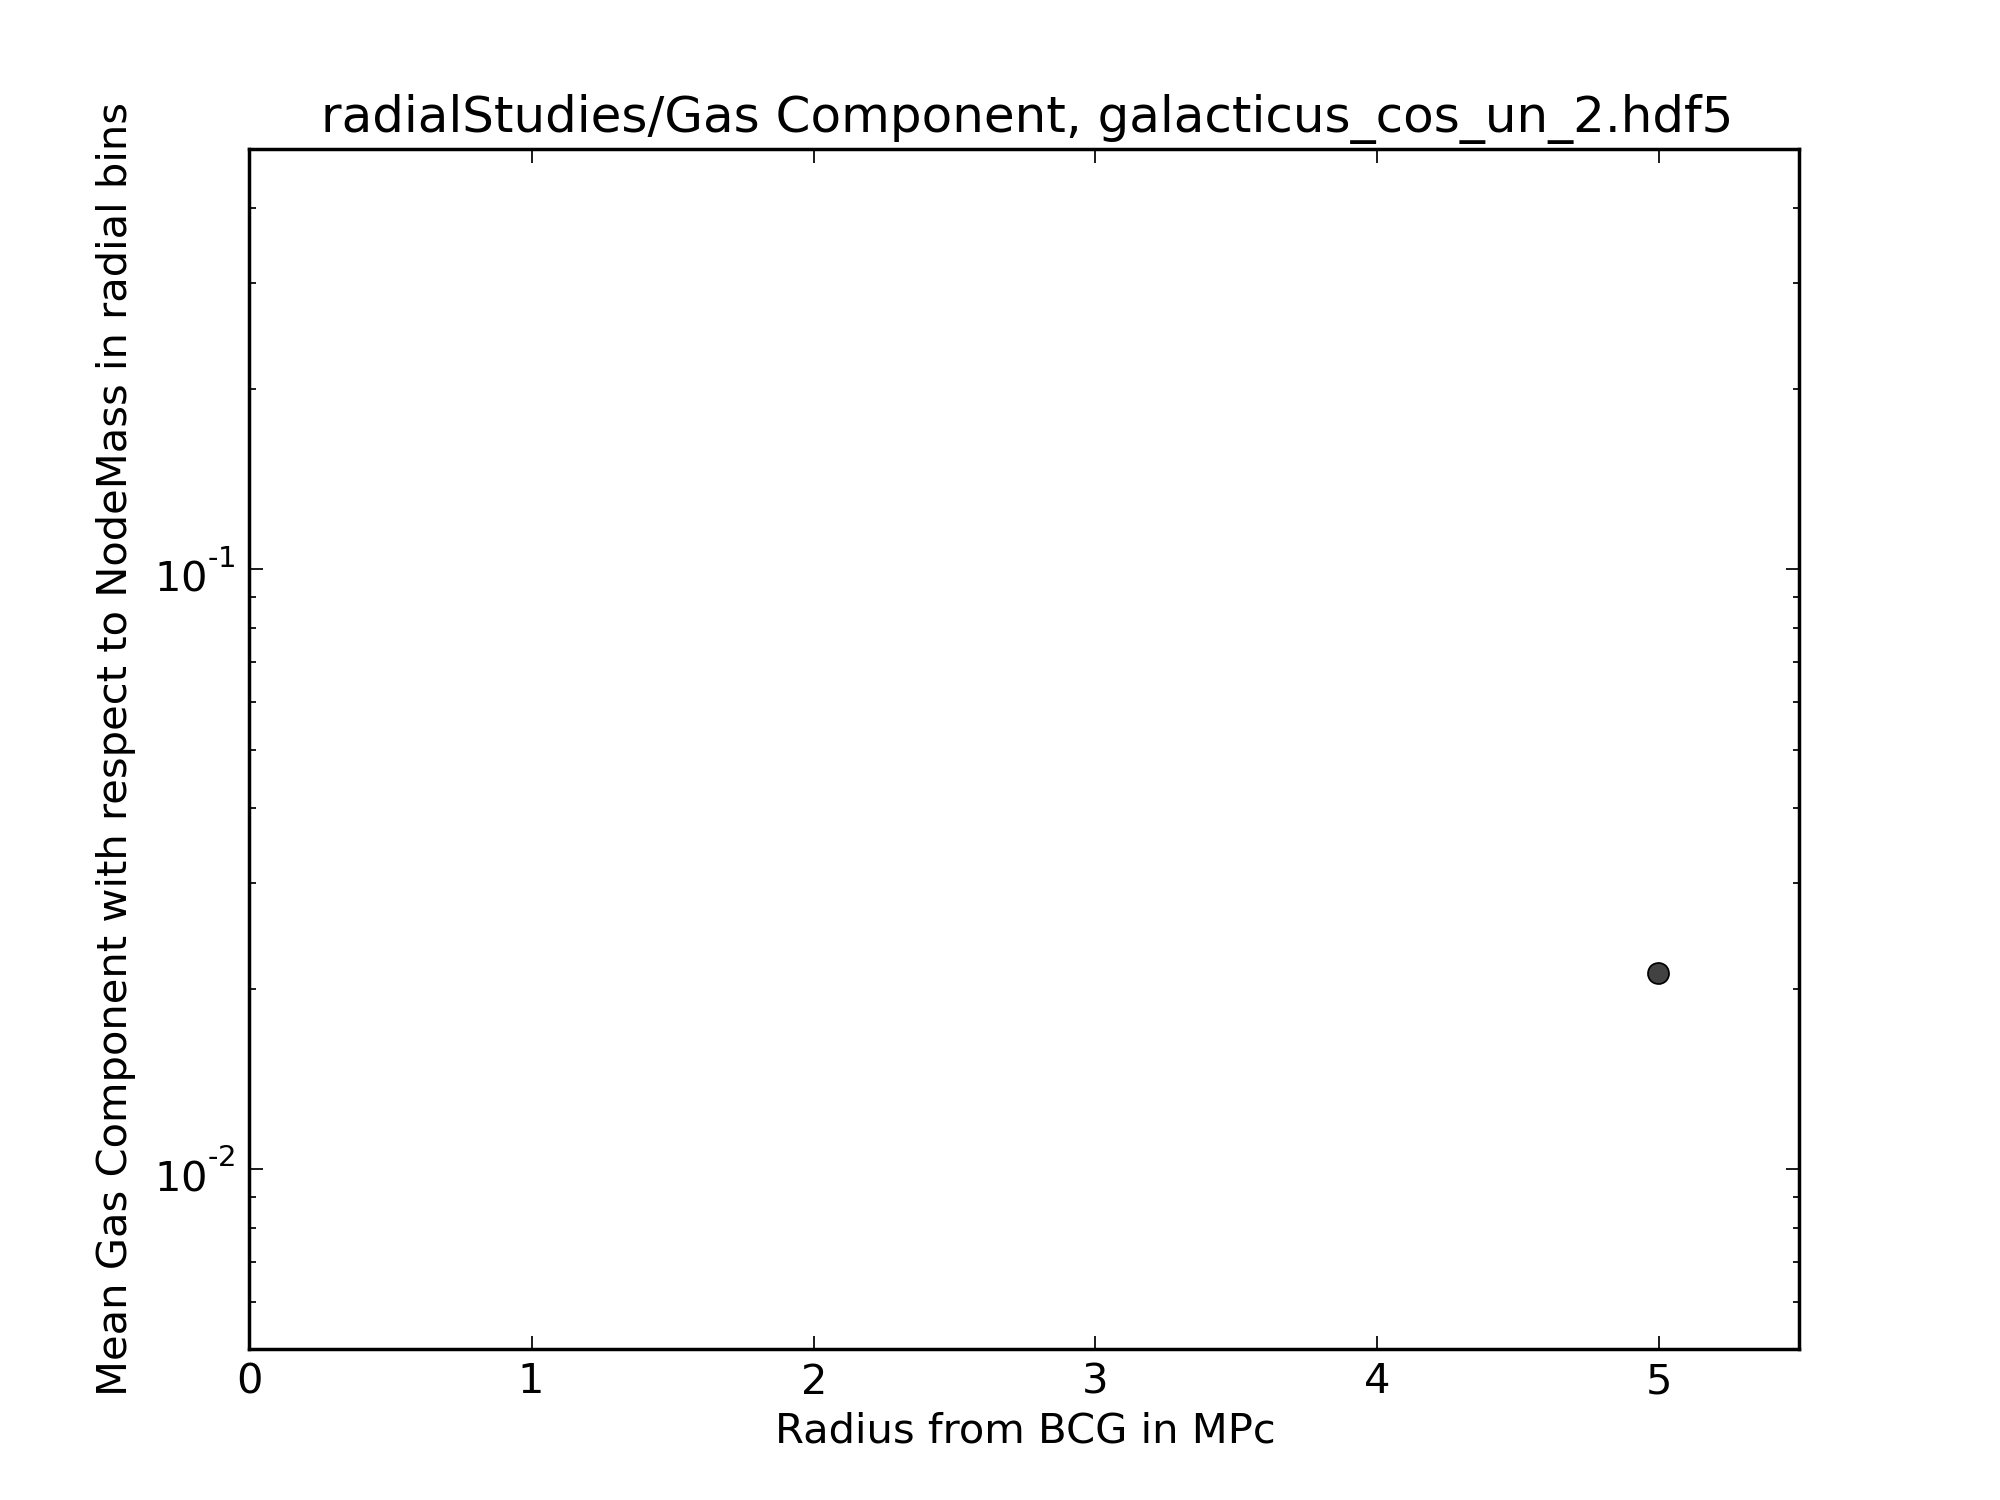 radialStudies/Gas Component, galacticus_cos_un_2.hdf5
Mean Gas Component with respect to NodeMass in radial bins
10^-1
10^-2
0 1 2 3 4 5
Radius from BCG in MPc